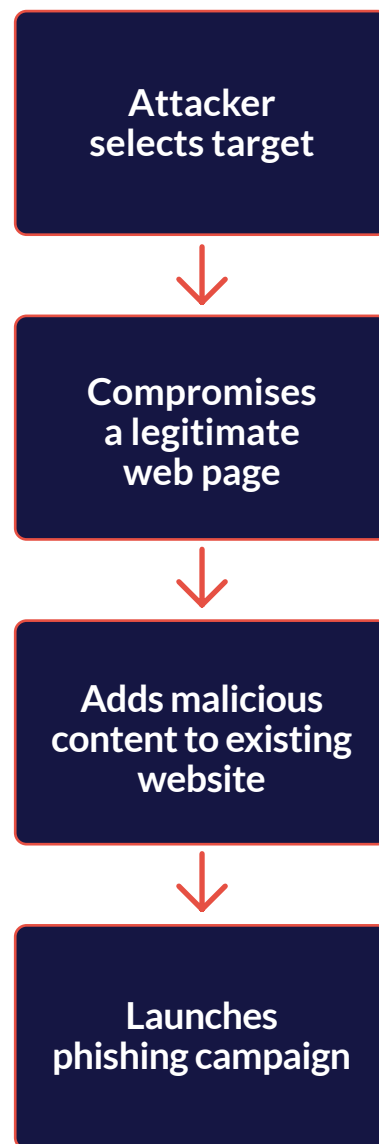 Attacker
selects target
Compromises
a legitimate
web page
Adds malicious
content to existing
website
Launches
phishing campaign